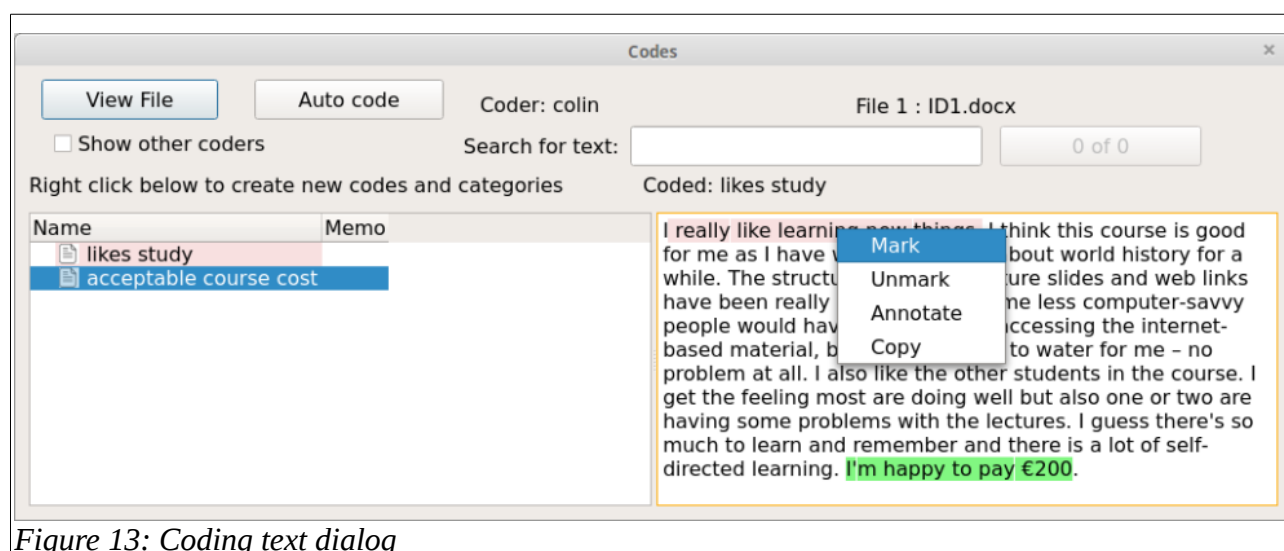 Codes ×
View File Auto code Coder: colin File 1 : ID1.docx
Show other coders Search for text: 0 of 0
Right click below to create new codes and categories Coded: likes study
Name Memo
likes study
acceptable course cost
I really like learning new things. I think this course is good
for me as I have bout world history for a
while. The structu ure slides and web links
have been really me less computer-savvy
people would hav ccessing the internet-
based material, b to water for me – no
problem at all. I also like the other students in the course. I
get the feeling most are doing well but also one or two are
having some problems with the lectures. I guess there's so
much to learn and remember and there is a lot of self-
directed learning. I'm happy to pay €200.
Mark
Unmark
Annotate
Copy
Figure 13: Coding text dialog